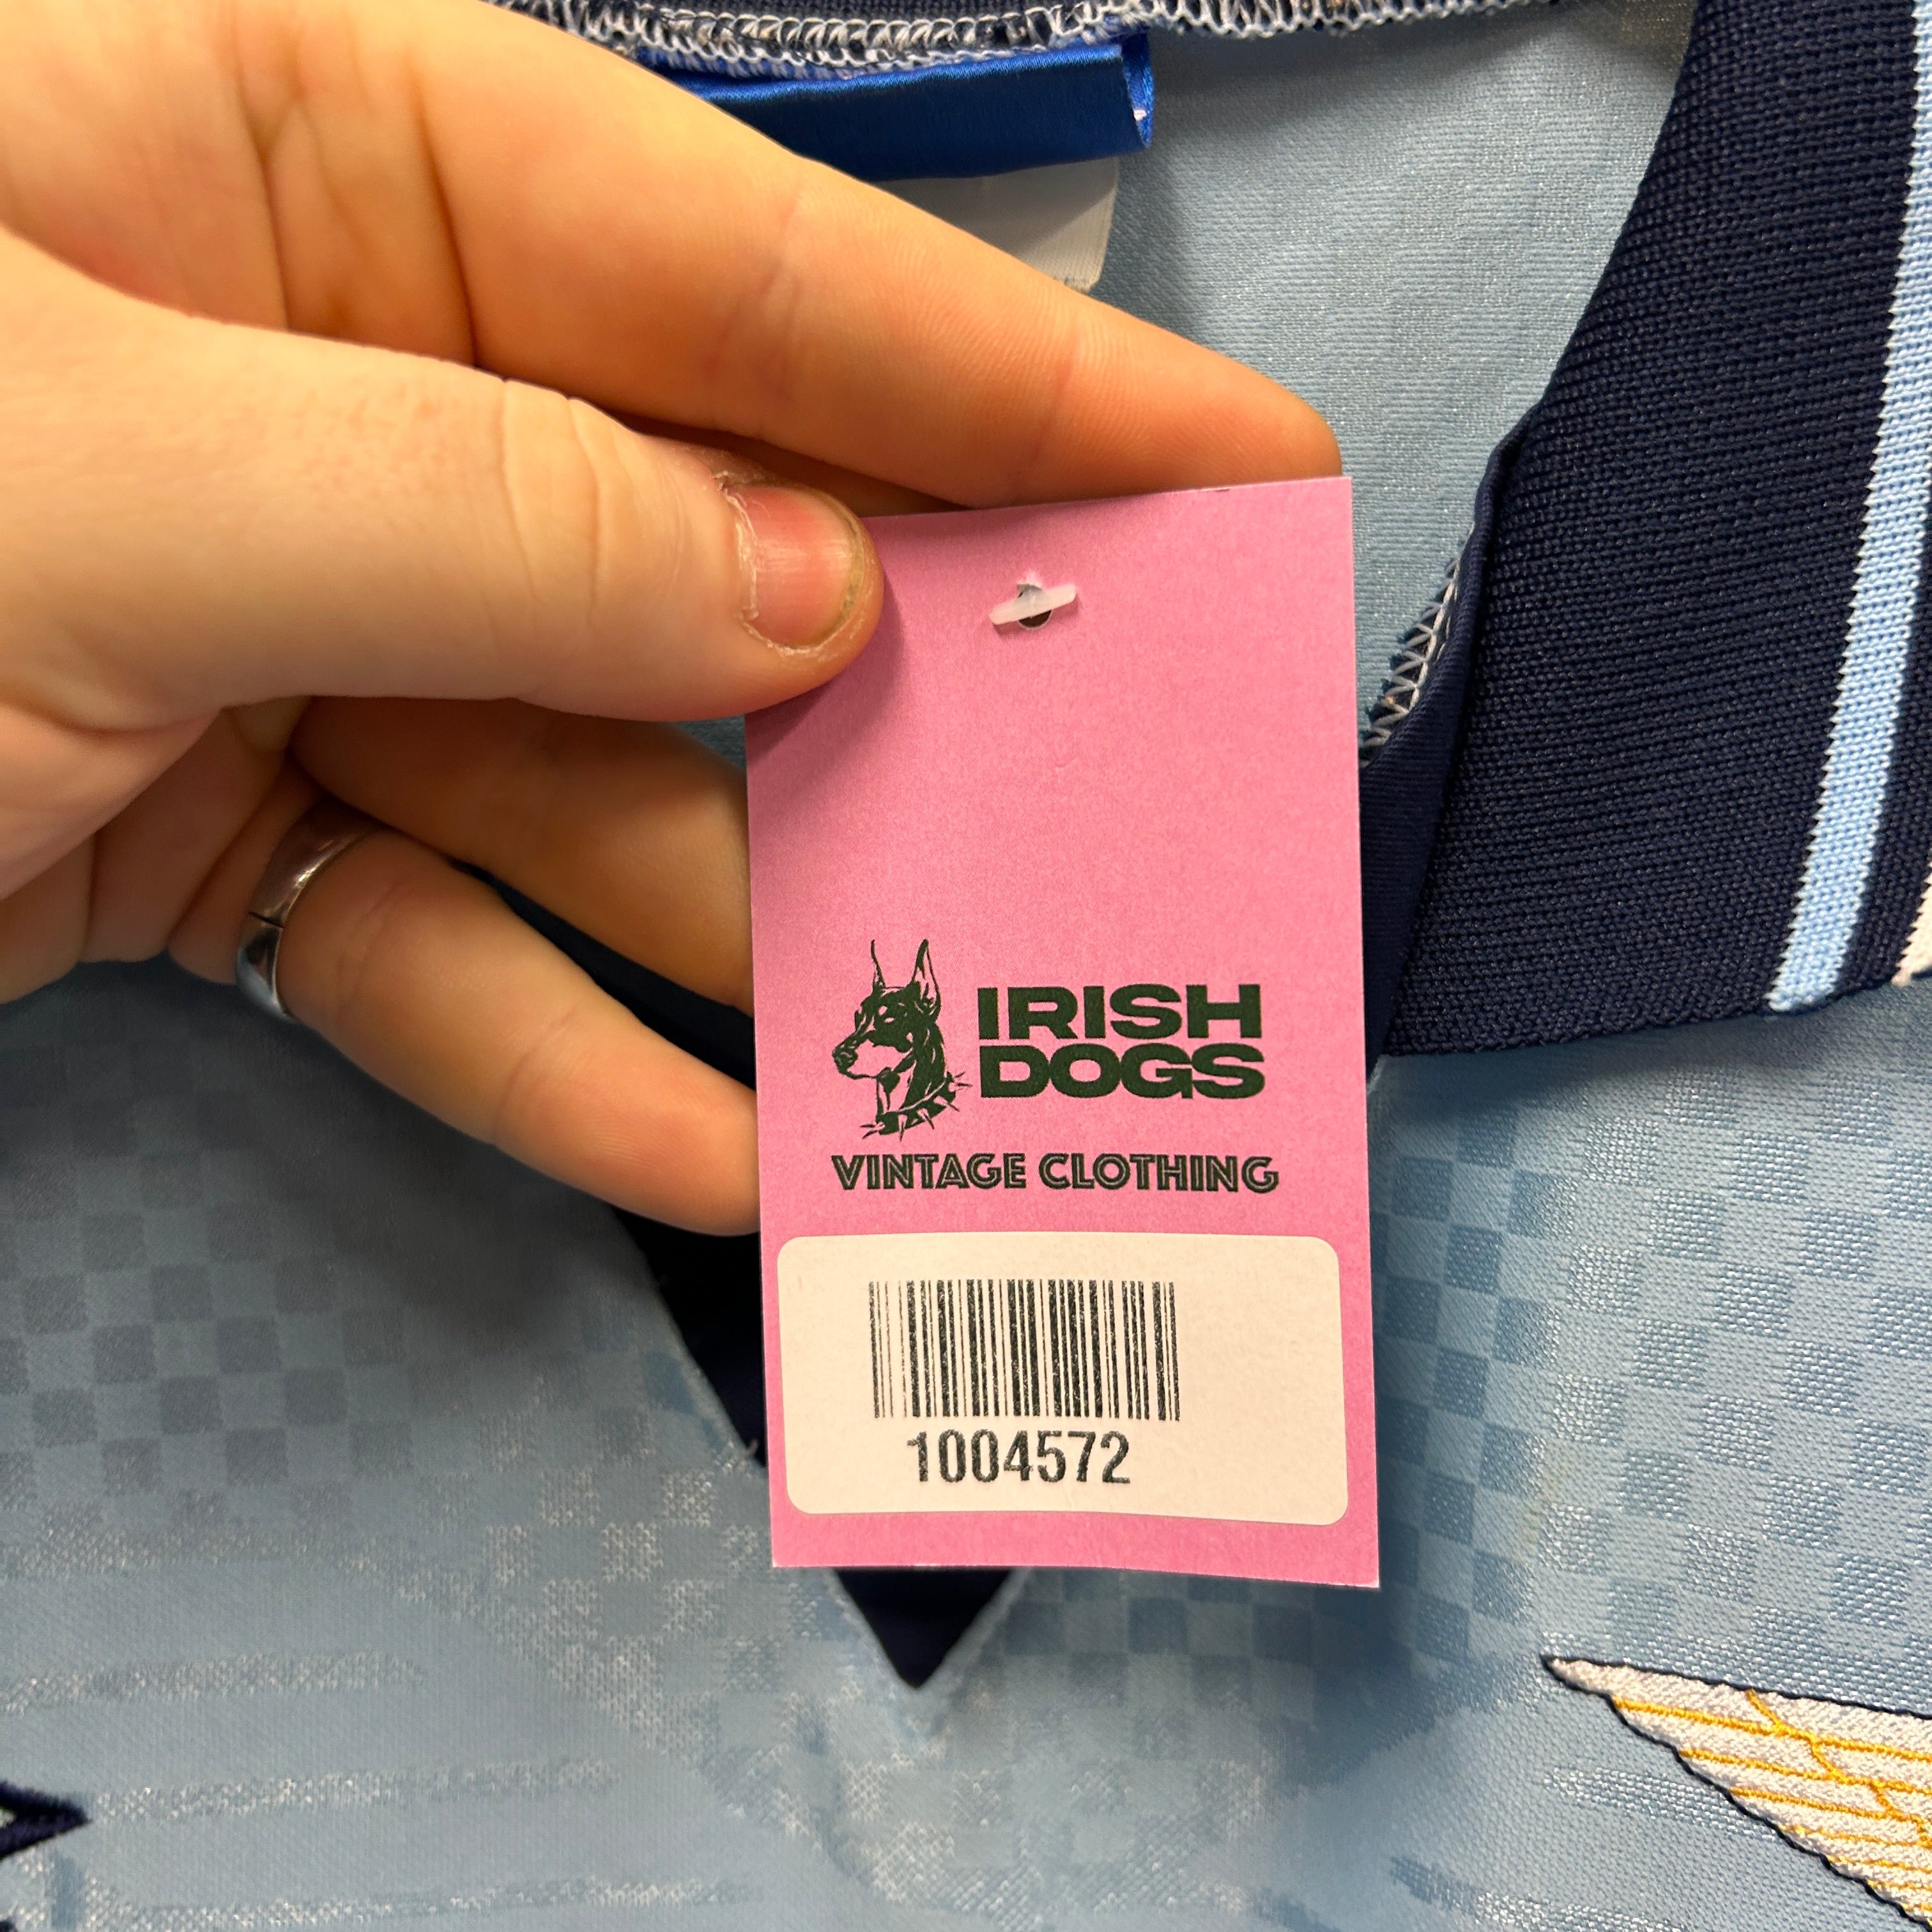 IRISH
DOGS
VINTAGE CLOTHING
1004572